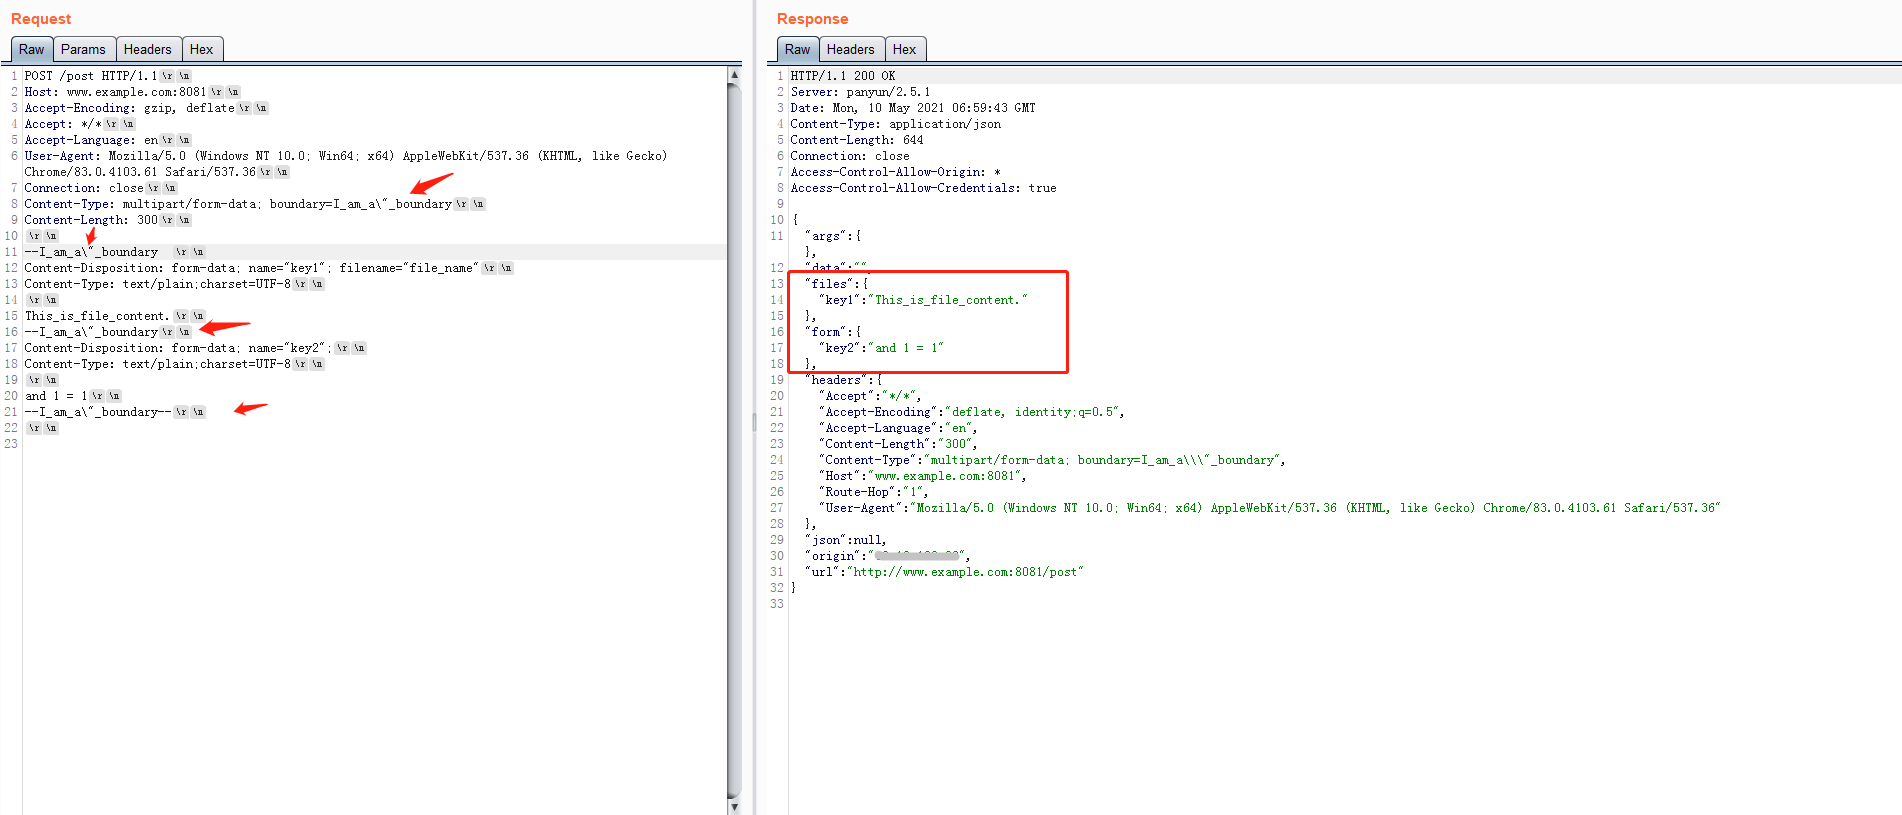 Request
Raw Params Headers Hex
1 POST /post HTTP/1.1\r\n
2 Host: www.example.com:8081\r\n
3 Accept-Encoding: gzip, deflate\r\n
4 Accept: */*\r\n
5 Accept-Language: en\r\n
6 User-Agent: Mozilla/5.0 (Windows NT 10.0; Win64; x64) AppleWebKit/537.36 (KHTML, like Gecko)
Chrome/83.0.4103.61 Safari/537.36\r\n
7 Connection: close\r\n
8 Content-Type: multipart/form-data; boundary=I_am_a\"_boundary\r\n
9 Content-Length: 300\r\n
10 \r\n
11 --I_am_a\"_boundary  \r\n
12 Content-Disposition: form-data; name="key1"; filename="file_name"\r\n
13 Content-Type: text/plain;charset=UTF-8\r\n
14 \r\n
15 This_is_file_content.\r\n
16 --I_am_a\"_boundary\r\n
17 Content-Disposition: form-data; name="key2";\r\n
18 Content-Type: text/plain;charset=UTF-8\r\n
19 \r\n
20 and 1 = 1\r\n
21 --I_am_a\"_boundary--\r\n
22 \r\n
23
Response
Raw Headers Hex
1 HTTP/1.1 200 OK
2 Server: panyun/2.5.1
3 Date: Mon, 10 May 2021 06:59:43 GMT
4 Content-Type: application/json
5 Content-Length: 644
6 Connection: close
7 Access-Control-Allow-Origin: *
8 Access-Control-Allow-Credentials: true
9
10 {
11 "args":{
},
12 "data":"",
13 "files":{
14 "key1":"This_is_file_content."
15 },
16 "form":{
17 "key2":"and 1 = 1"
18 },
19 "headers":{
20 "Accept":"*/*",
21 "Accept-Encoding":"deflate, identity;q=0.5",
22 "Accept-Language":"en",
23 "Content-Length":"300",
24 "Content-Type":"multipart/form-data; boundary=I_am_a\\\"_boundary",
25 "Host":"www.example.com:8081",
26 "Route-Hop":"1",
27 "User-Agent":"Mozilla/5.0 (Windows NT 10.0; Win64; x64) AppleWebKit/537.36 (KHTML, like Gecko) Chrome/83.0.4103.61 Safari/537.36"
28 },
29 "json":null,
30 "origin":"",
31 "url":"http://www.example.com:8081/post"
32 }
33